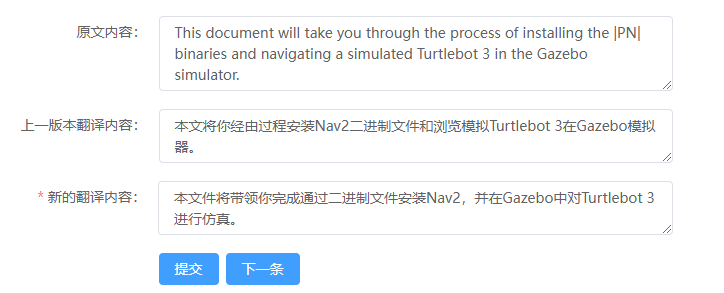 原文内容：
This document will take you through the process of installing the |PN|
binaries and navigating a simulated Turtlebot 3 in the Gazebo
simulator.
上一版本翻译内容：
本文将你经由过程安装Nav2二进制文件和浏览模拟Turtlebot 3在Gazebo模拟
器。
* 新的翻译内容：
本文件将带领你完成通过二进制文件安装Nav2，并在Gazebo中对Turtlebot 3
进行仿真。
提交 下一条